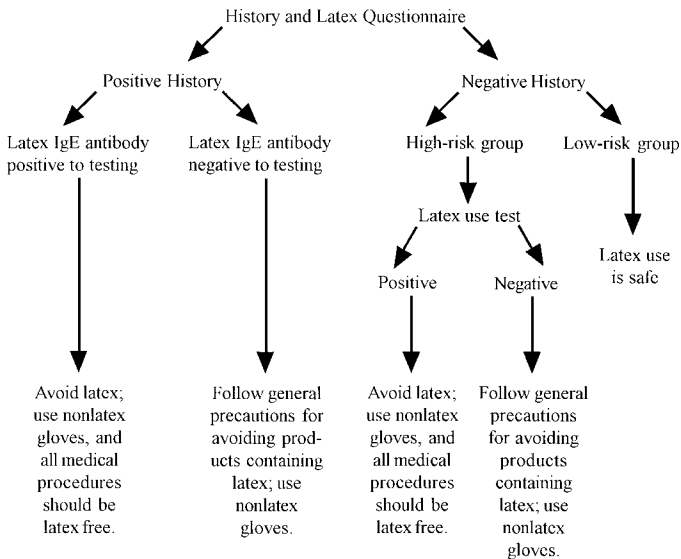 History and Latex Questionnaire
Positive History
Negative History
Latex IgE antibody
positive to testing
Latex IgE antibody
negative to testing
High-risk group
Low-risk group
Latex use test
Latex use
is safe
Positive
Negative
Avoid latex;
use nonlatex
gloves, and
all medical
procedures
should be
latex free.
Follow general
precautions for
avoiding prod-
ucts containing
latex; use
nonlatex
gloves.
Avoid latex;
use nonlatex
gloves, and
all medical
procedures
should be
latex free.
Follow general
precautions
for avoiding
products
containing
latex; use
nonlatex
gloves.